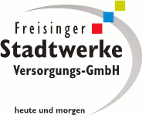 Freisinger
Stadtwerke
Versorgungs-GmbH
heute und morgen